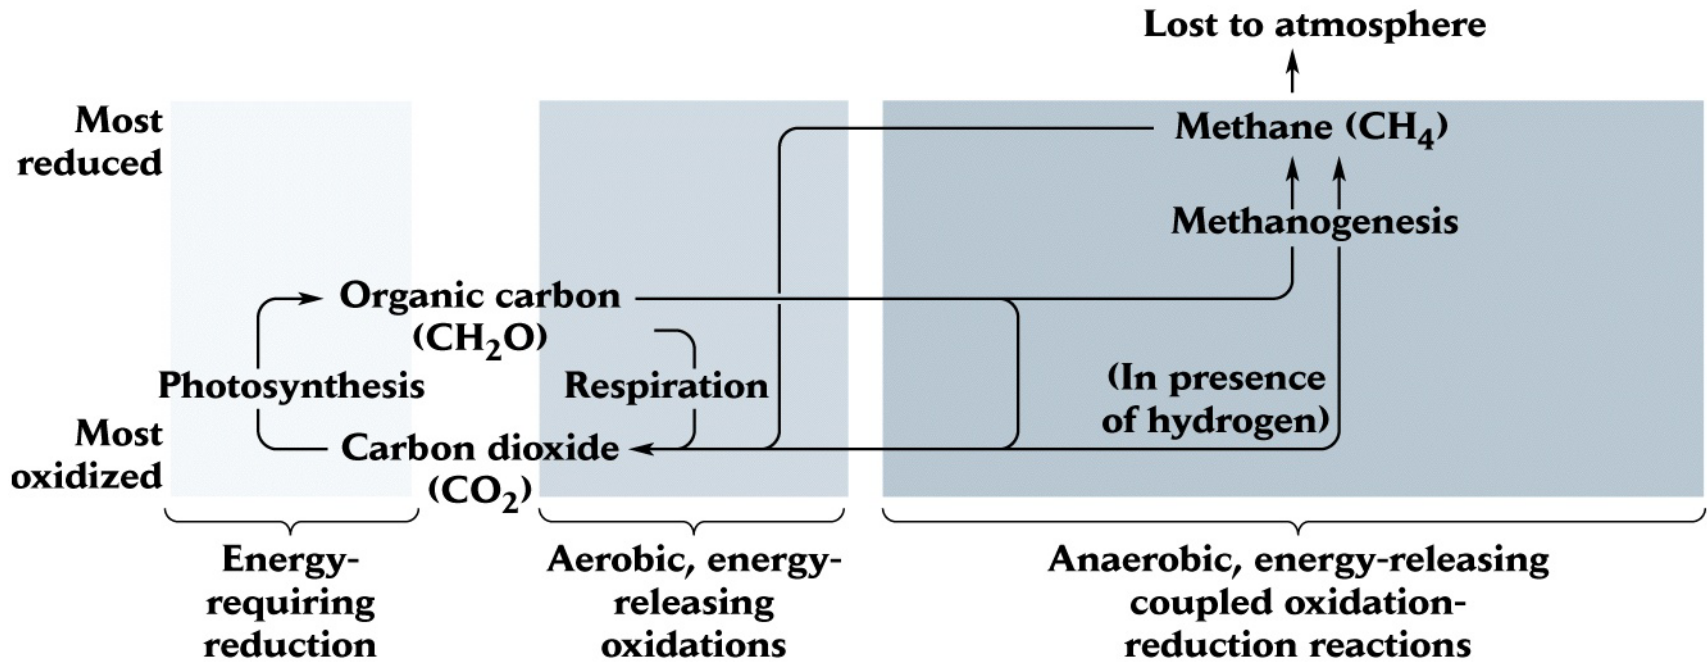 Lost to atmosphere
Most
reduced
Methane (CH4)
Methanogenesis
Organic carbon
(CH2O)
Photosynthesis
Respiration
(In presence
of hydrogen)
Most
oxidized
Carbon dioxide
(CO2)
Energy-
requiring
reduction
Aerobic, energy-
releasing
oxidations
Anaerobic, energy-releasing
coupled oxidation-
reduction reactions